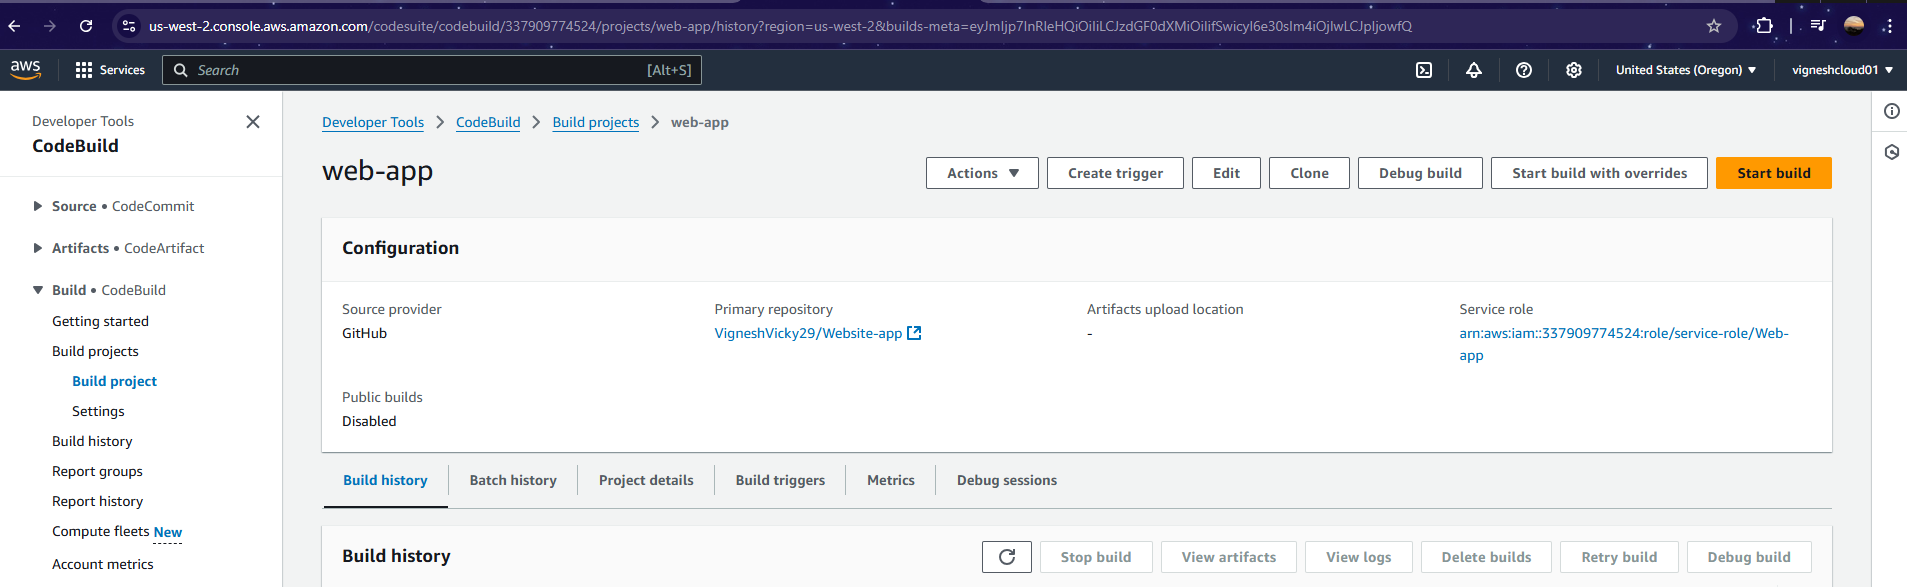 us-west-2.console.aws.amazon.com/codesuite/codebuild/337909774524/projects/web-app/history?region=us-west-2&builds-meta=eyJmIjp7InRleHQiOiIiLCJzdGF0dXMiOiIifSwicyI6e30sIm4iOjIwLCJpIjowfQ
aws Services Search [Alt+S] United States (Oregon) vigneshcloud01
Developer Tools
CodeBuild
Source • CodeCommit
Artifacts • CodeArtifact
Build • CodeBuild
Getting started
Build projects
Build project
Settings
Build history
Report groups
Report history
Compute fleets New
Account metrics
Developer Tools > CodeBuild > Build projects > web-app
web-app
Actions Create trigger Edit Clone Debug build Start build with overrides Start build
Configuration
Source provider
GitHub
Primary repository
VigneshVicky29/Website-app
Artifacts upload location
-
Service role
arn:aws:iam::337909774524:role/service-role/Web-
app
Public builds
Disabled
Build history Batch history Project details Build triggers Metrics Debug sessions
Build history
Stop build View artifacts View logs Delete builds Retry build Debug build